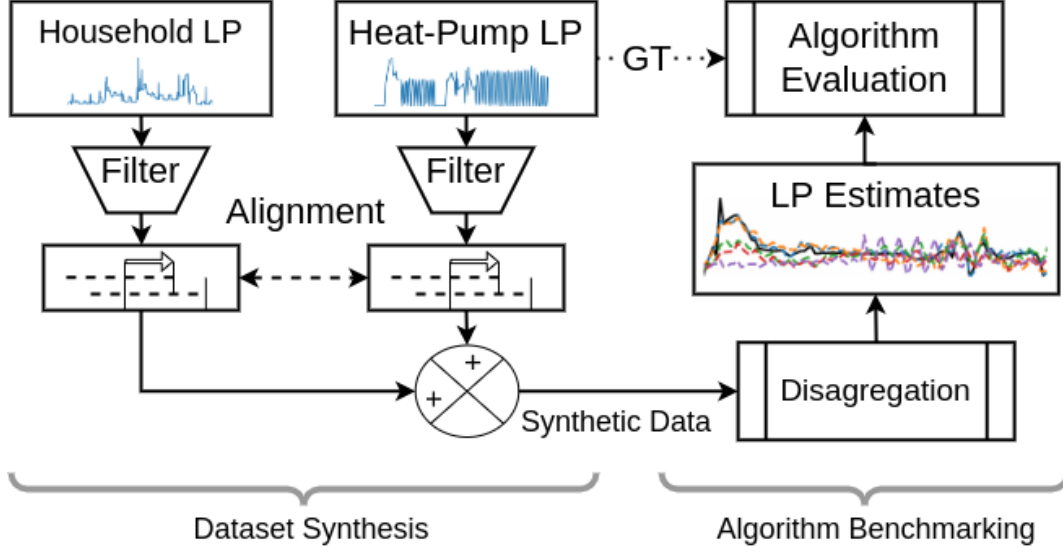 Household LP
Heat-Pump LP
GT
Algorithm
Evaluation
Filter
Filter
Alignment
LP Estimates
+
+
Synthetic Data
Disagregation
Dataset Synthesis
Algorithm Benchmarking